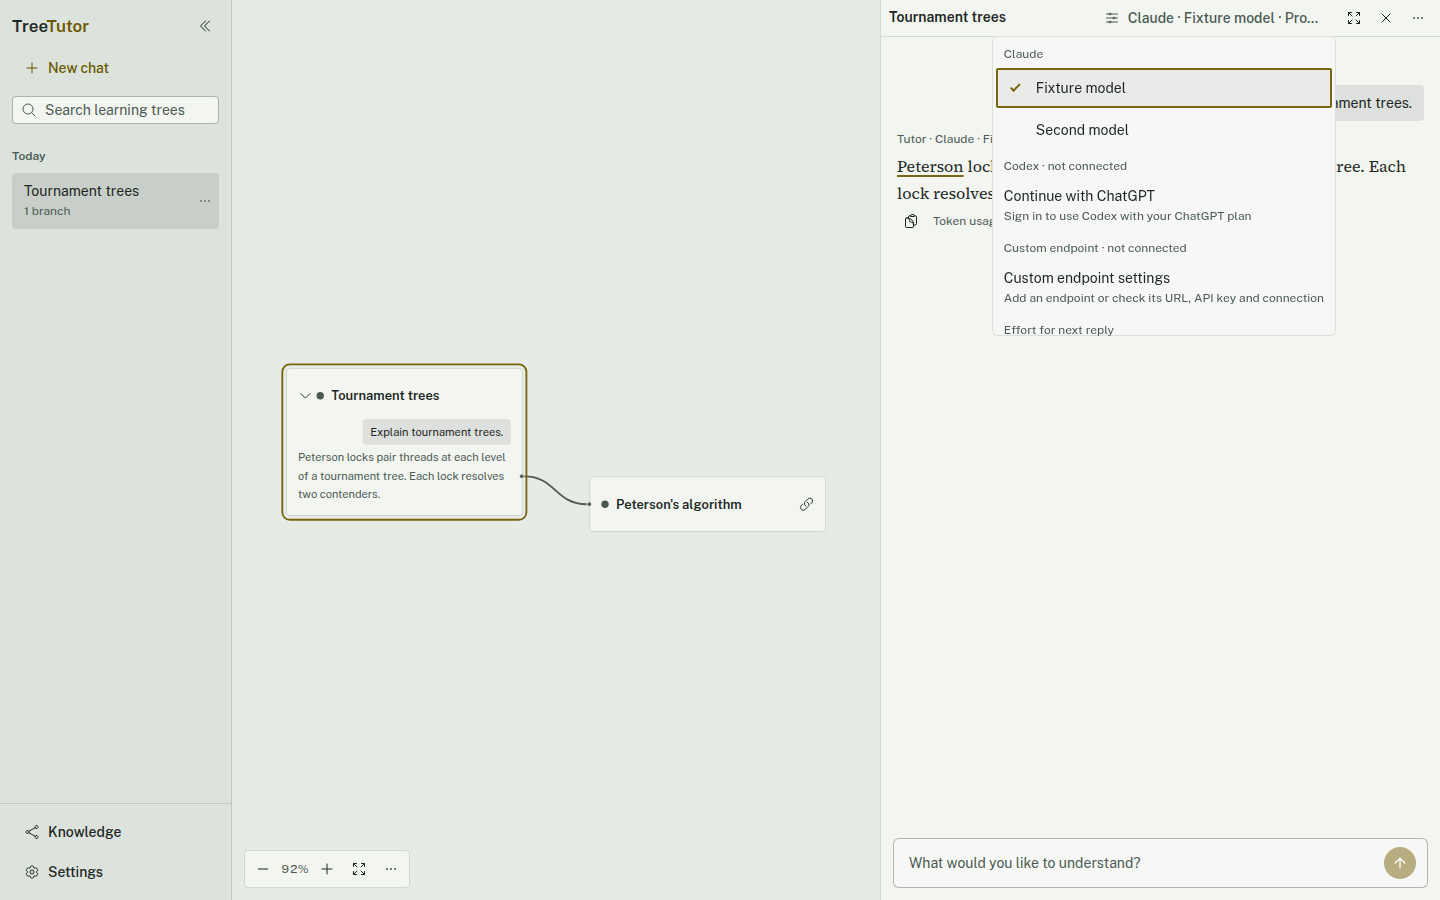 TreeTutor
New chat
Search learning trees
Today
Tournament trees
1 branch
Knowledge
Settings
Tournament trees
Explain tournament trees.
Peterson locks pair threads at each level
of a tournament tree. Each lock resolves
two contenders.
Peterson's algorithm
92%
Tournament trees
Claude · Fixture model · Pro...
trees.
Tutor · Claude ·
Peterson
Each
lock resolves
Token
Claude
Fixture model
Second model
Codex · not connected
Continue with ChatGPT
Sign in to use Codex with your ChatGPT plan
Custom endpoint · not connected
Custom endpoint settings
Add an endpoint or check its URL, API key and connection
Effort for next reply
What would you like to understand?